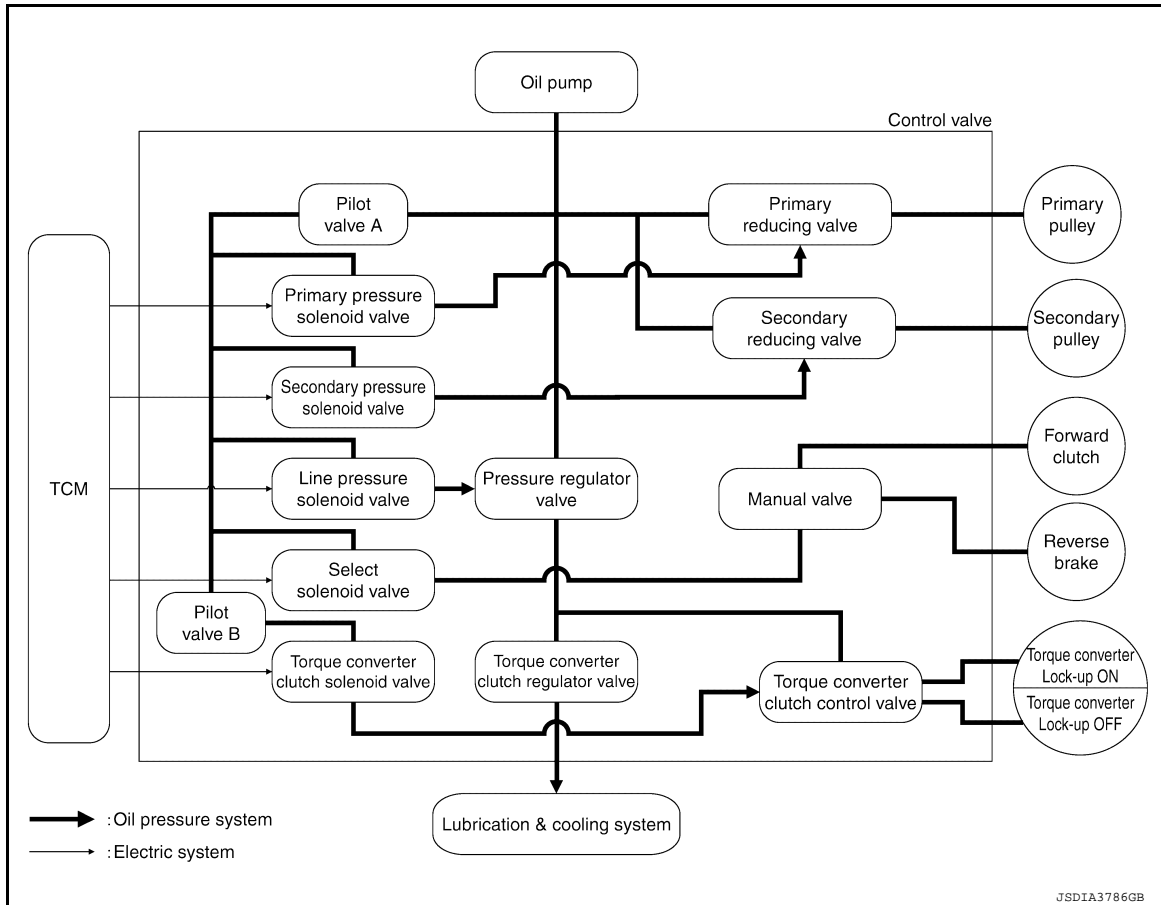 Oil pump
Control valve
Pilot
valve A
Primary
reducing valve
Primary
pulley
Primary pressure
solenoid valve
Secondary
reducing valve
Secondary
pulley
Secondary pressure
solenoid valve
Forward
clutch
TCM
Line pressure
solenoid valve
Pressure regulator
valve
Manual valve
Reverse
brake
Select
solenoid valve
Pilot
valve B
Torque converter
clutch solenoid valve
Torque converter
clutch regulator valve
Torque converter
clutch control valve
Torque converter
Lock-up ON
Torque converter
Lock-up OFF
Lubrication & cooling system
:Oil pressure system
:Electric system
JSDIA3786GB